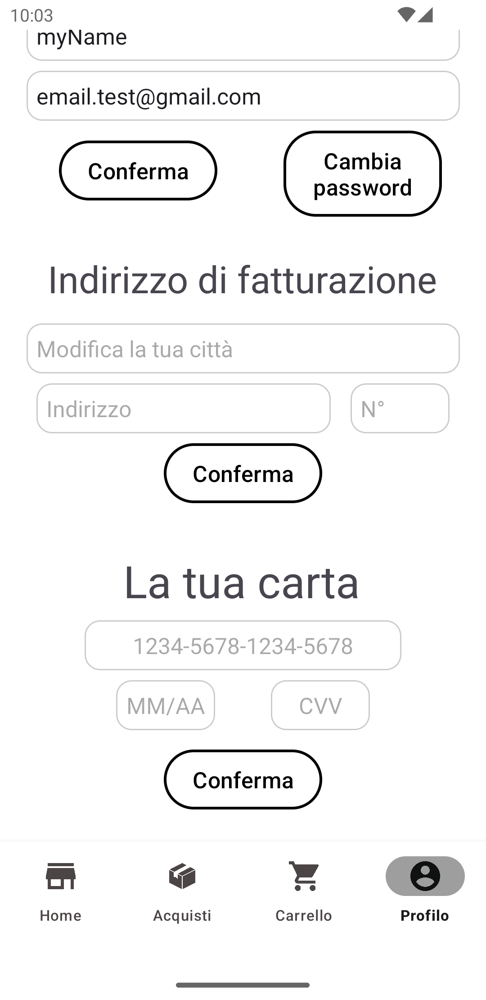 10:03
myName
email.test@gmail.com
Conferma
Cambia
password
Indirizzo di fatturazione
Modifica la tua città
Indirizzo
N°
Conferma
La tua carta
1234-5678-1234-5678
MM/AA
CVV
Conferma
Home
Acquisti
Carrello
Profilo